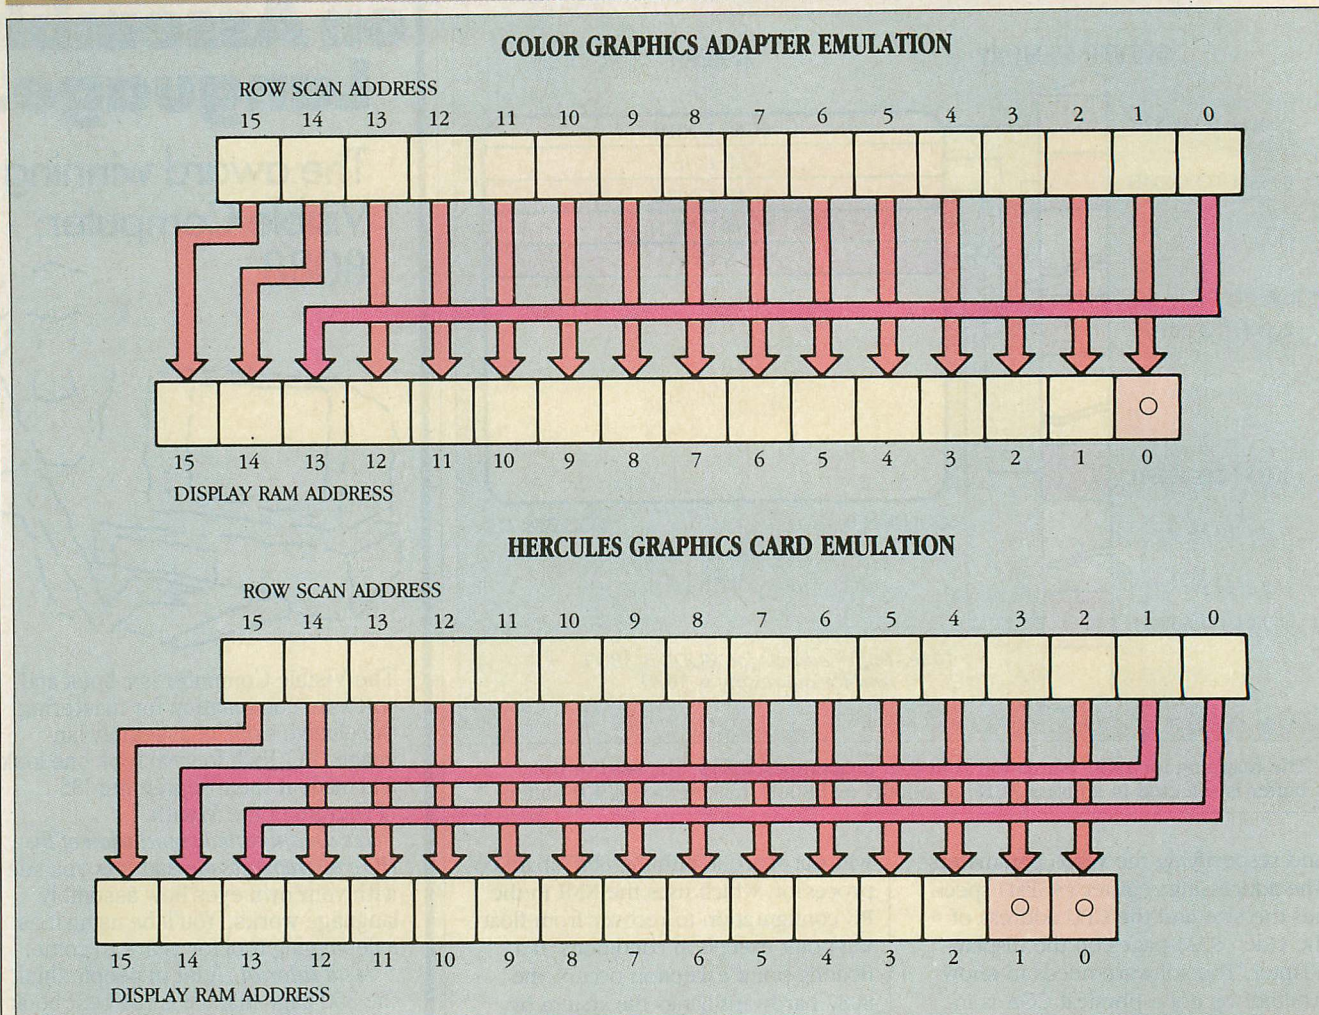 COLOR GRAPHICS ADAPTER EMULATION
ROW SCAN ADDRESS
15 14 13 12 11 10 9 8 7 6 5 4 3 2 1 0
15 14 13 12 11 10 9 8 7 6 5 4 3 2 1 0
DISPLAY RAM ADDRESS
HERCULES GRAPHICS CARD EMULATION
ROW SCAN ADDRESS
15 14 13 12 11 10 9 8 7 6 5 4 3 2 1 0
15 14 13 12 11 10 9 8 7 6 5 4 3 2 1 0
DISPLAY RAM ADDRESS